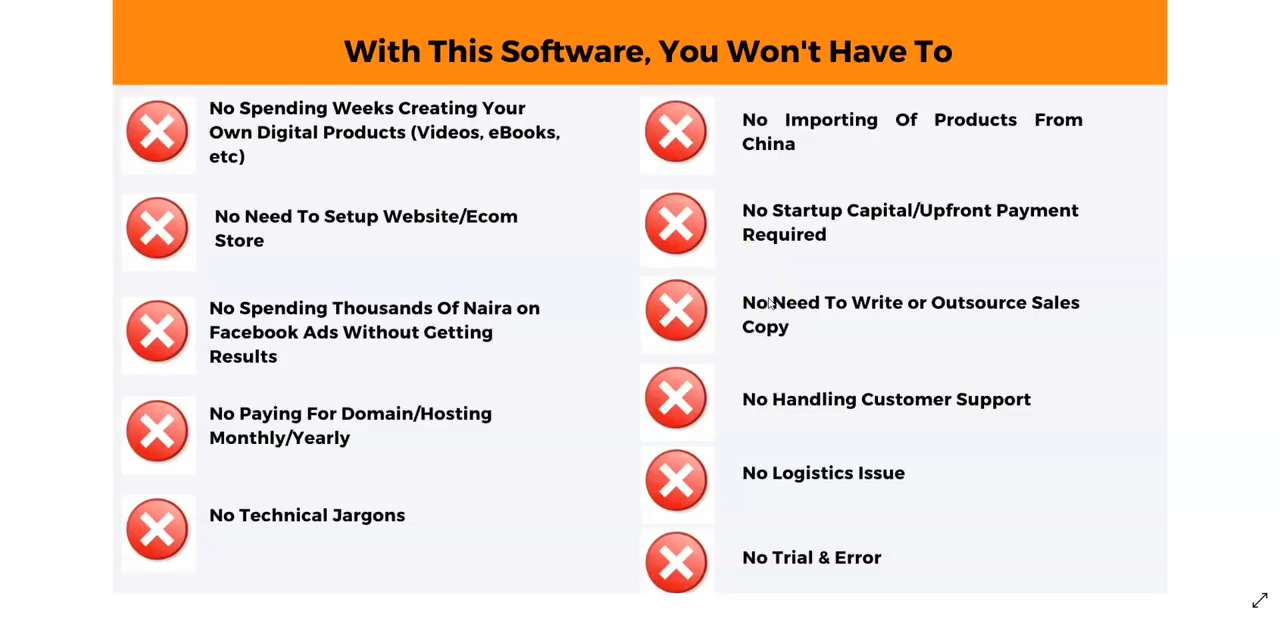 With This Software, You Won't Have To
No Spending Weeks Creating Your
Own Digital Products (Videos, eBooks,
etc)
No Need To Setup Website/Ecom
Store
No Spending Thousands Of Naira on
Facebook Ads Without Getting
Results
No Paying For Domain/Hosting
Monthly/Yearly
No Technical Jargons
No Importing Of Products From
China
No Startup Capital/Upfront Payment
Required
No Need To Write or Outsource Sales
Copy
No Handling Customer Support
No Logistics Issue
No Trial & Error